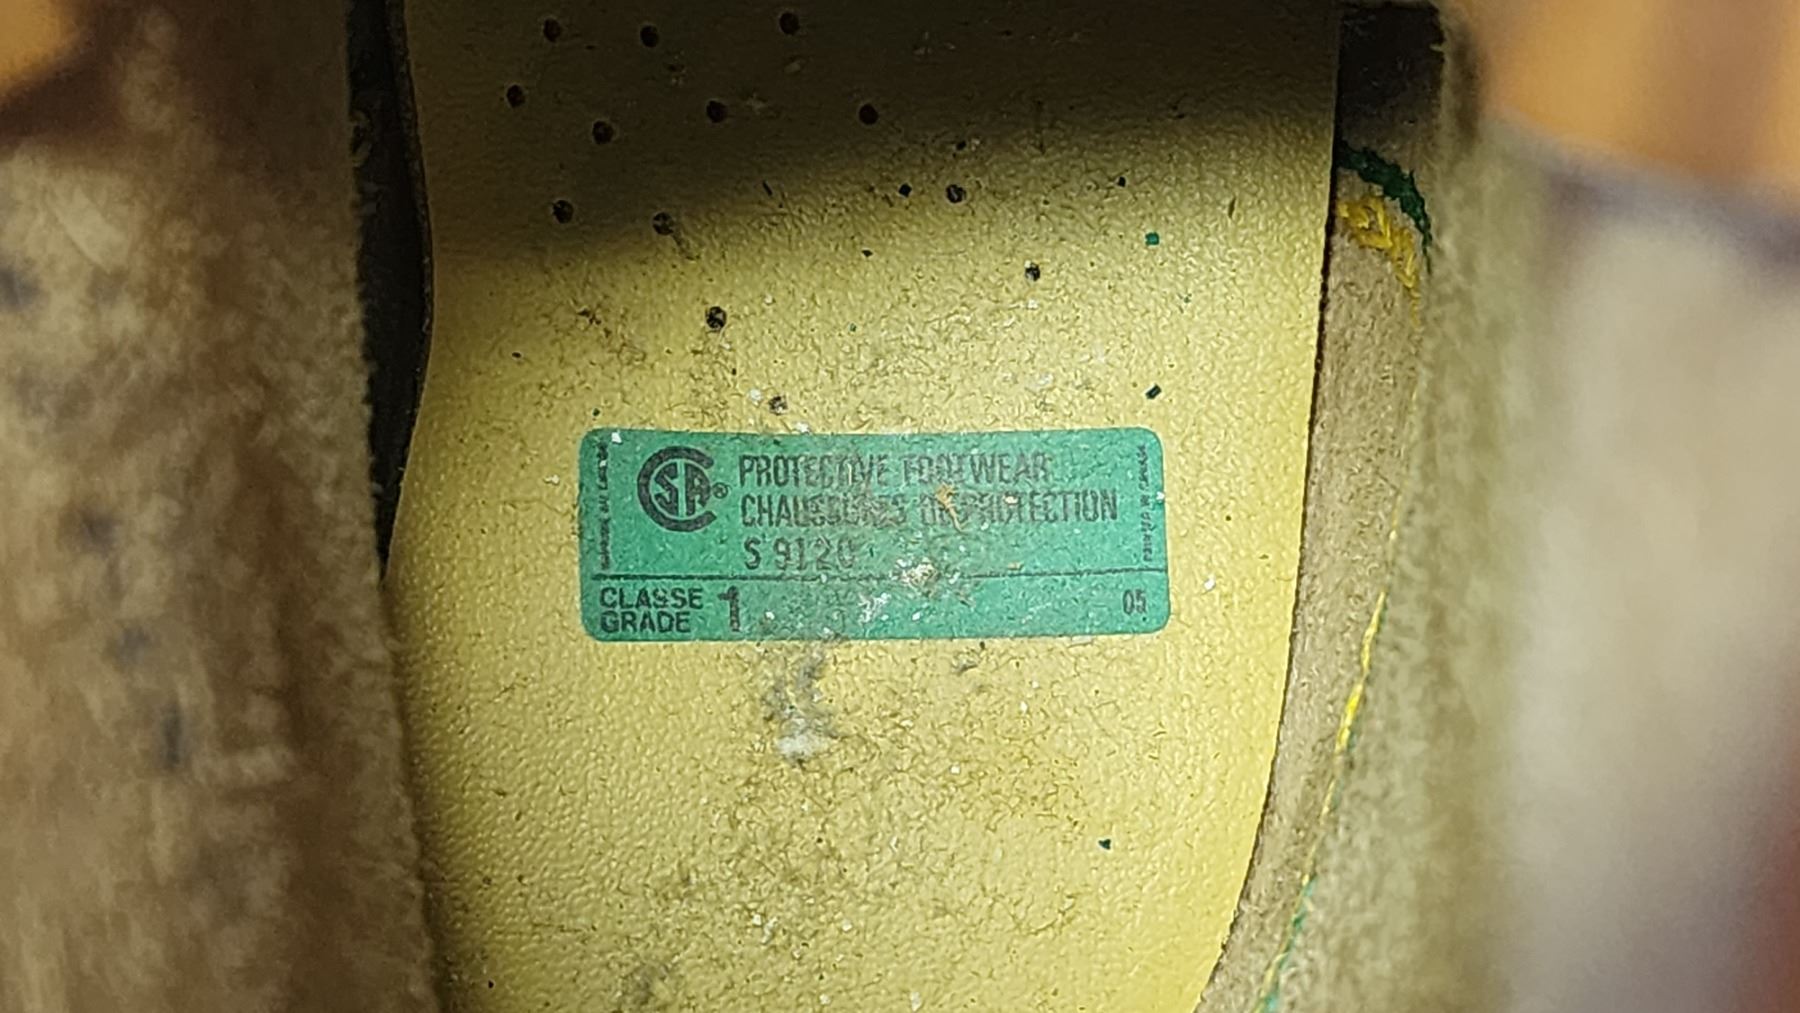 CSA® PROTECTIVE FOOTWEAR
CHAUSSURES DE PROTECTION
S 9120
CLASSE
GRADE 1
05